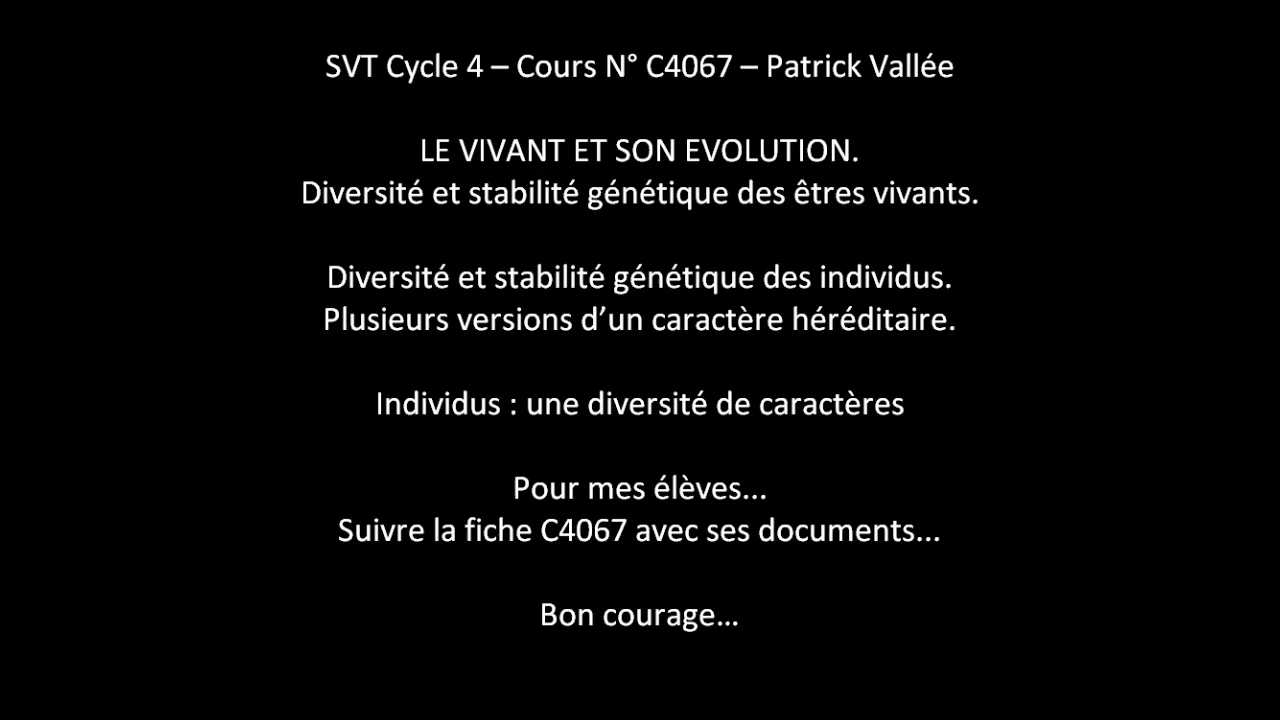 SVT Cycle 4 – Cours N° C4067 – Patrick Vallée
LE VIVANT ET SON EVOLUTION.
Diversité et stabilité génétique des êtres vivants.
Diversité et stabilité génétique des individus.
Plusieurs versions d’un caractère héréditaire.
Individus : une diversité de caractères
Pour mes élèves...
Suivre la fiche C4067 avec ses documents...
Bon courage…